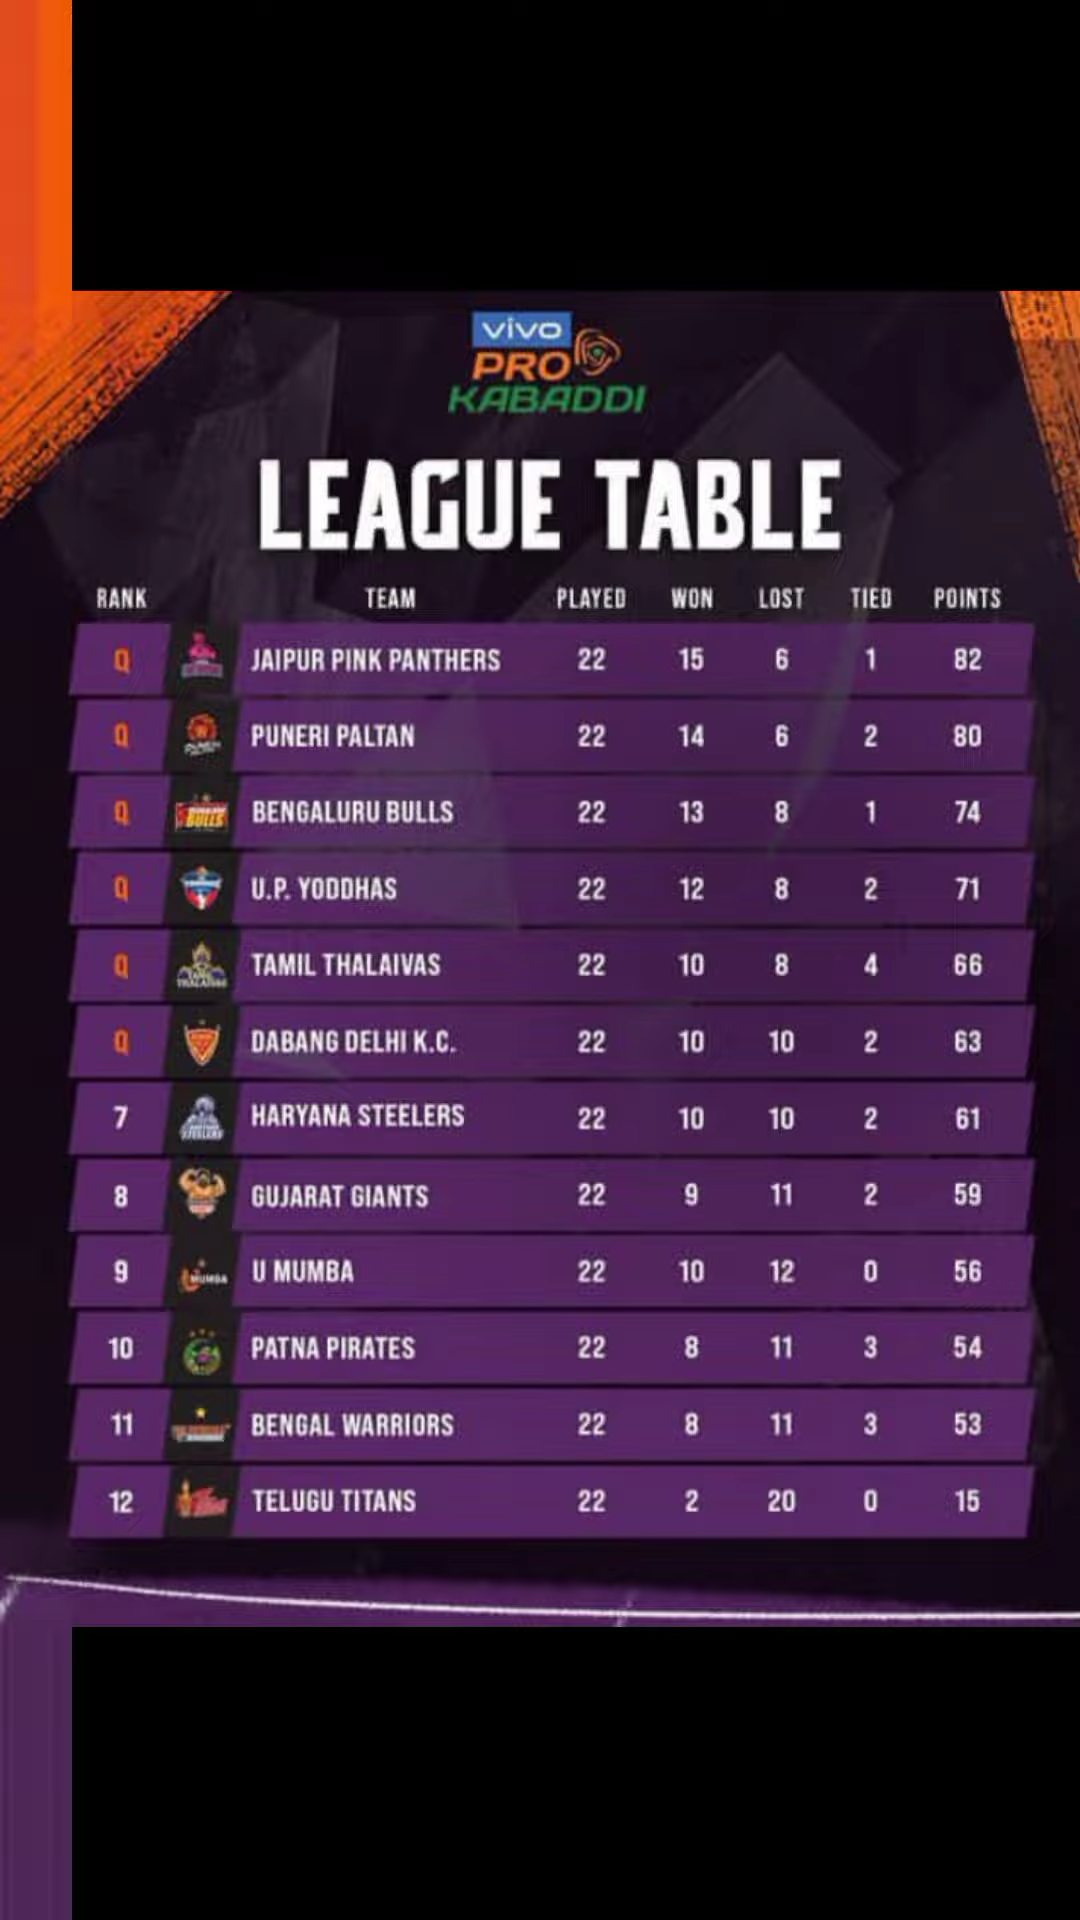 vivo
PRO
KABADDI
LEAGUE TABLE
RANK TEAM PLAYED WON LOST TIED POINTS
Q JAIPUR PINK PANTHERS 22 15 6 1 82
Q PUNERI PALTAN 22 14 6 2 80
Q BENGALURU BULLS 22 13 8 1 74
Q U.P. YODDHAS 22 12 8 2 71
Q TAMIL THALAIVAS 22 10 8 4 66
Q DABANG DELHI K.C. 22 10 10 2 63
7 HARYANA STEELERS 22 10 10 2 61
8 GUJARAT GIANTS 22 9 11 2 59
9 U MUMBA 22 10 12 0 56
10 PATNA PIRATES 22 8 11 3 54
11 BENGAL WARRIORS 22 8 11 3 53
12 TELUGU TITANS 22 2 20 0 15